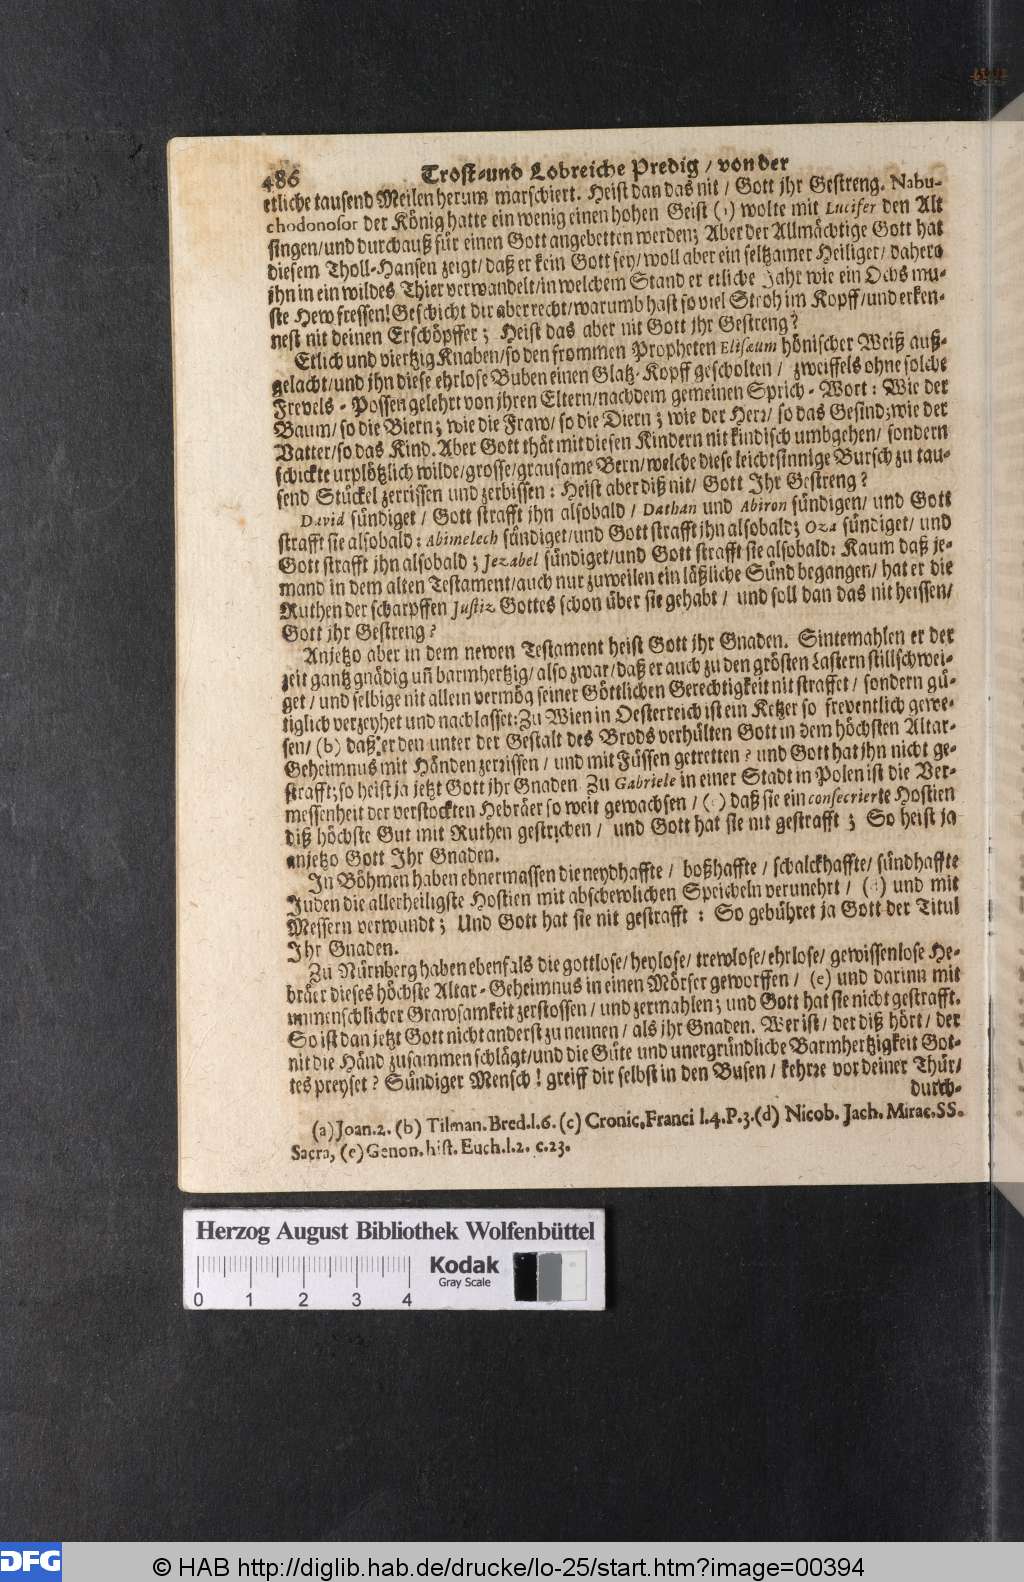 486
Trost-und Lobreiche Predig / von der
etliche tausend Meilen herum marschiert. Heist dan das nit / Gott jhr Gestreng. Nabu-
chodonosor der König hatte ein wenig einen hohen Geist ( ) wolte mit Lucifer den Alt
singen / und durchauß für einen Gott angebetten werden; Aber der Allmächtige Gott hat
diesem Tholl-Hansen zeigt / daß er kein Gott sey / woll aber ein seltzamer Heiliger / dahero
jhn in ein wildes Thier verwandelt / in welchem Stand er etliche Jahr wie ein Ochs mu-
ste Hew fressen! Geschicht dir aber recht / warumb hast so viel Stroh im Kopff / und erken-
nest nit deinen Erschöpffer ; Heist das aber nit Gott jhr Gestreng ?
Etlich und viertzig Knaben / so den frommen Propheten Elisæum hönischer Weiß auß-
gelacht / und jhn diese ehrlose Buben einen Glatz-Kopff gescholten / zweiffels ohne solche
Frevels - Possen gelehrt von jhren Eltern / nach dem gemeinen Sprich - Wort : Wie der
Baum / so die Biern ; wie die Fraw / so die Diern ; wie der Herz / so das Gesind ; wie der
Vatter / so das Kind. Aber Gott thät mit diesen Kindern nit kindisch umbgehen / sondern
schickte urplötzlich wilde / grosse / grausame Bern / welche diese leichtsinnige Bursch zu tau-
send Stückel zerrissen und zerbissen : Heist aber diß nit / Gott Ihr Gestreng ?
David sündiget / Gott strafft jhn alsobald / Dathan und Abiron sündigen / und Gott
strafft sie alsobald : Abimelech sündiget / und Gott strafft jhn alsobald ; Oza sündiget / und
Gott strafft jhn alsobald ; Jezabel sündiget / und Gott strafft sie alsobald : Kaum daß je-
mand in dem alten Testament / auch nur zuweilen ein läßliche Sünd begangen / hat er die
Ruthen der scharpffen Justiz Gottes schon über sie gehabt / und soll dan das nit heissen /
Gott jhr Gestreng ?
Anjetzo aber in dem newen Testament heist Gott jhr Gnaden. Sintemahlen er der
zeit gantz gnädig uñ barmhertzig / also zwar / daß er auch zu den grösten Lastern stillschwei-
get / und selbige nit allein vermög seiner Göttlichen Gerechtigkeit nit straffet / sondern gü-
tiglich verzeyhet und nachlasset : Zu Wien in Oesterreich ist ein Ketzer so freventlich gewe-
sen / (b) daß er den unter der Gestalt des Brods verhülten Gott in dem höchsten Altar-
Geheimnus mit Händen zerzissen / und mit Füssen getretten ? und Gott hat jhn nicht ge-
strafft ; so heist ja jetzt Gott jhr Gnaden Zu Gabriele in einer Stadt in Polen ist die Ver-
messenheit der verstockten Hebräer so weit gewachsen / ( ) daß sie ein consecrierte Hostien
diß höchste Gut mit Ruthen gestrichen / und Gott hat sie nit gestrafft ; So heist ja
anjetzo Gott Ihr Gnaden.
In Böhmen haben ebnermassen die neydhaffte / boßhaffte / schalckhaffte / sündhaffte
Juden die allerheiligste Hostien mit abschewlichen Speicheln verunehrt / (d) und mit
Messern verwundt ; Und Gott hat sie nit gestrafft : So gebühret ja Gott der Titul
Ihr Gnaden.
Zu Nürnberg haben ebenfals die gottlose / heylose / trewlose / ehrlose / gewissenlose He-
bräer dieses höchste Altar - Geheimnus in einen Mörser geworffen / (e) und darinn mit
unmenschlicher Grawsamkeit zerstossen / und zermahlen ; und Gott hat sie nicht gestrafft.
So ist dan jetzt Gott nicht anderst zu nennen / als jhr Gnaden. Wer ist / der diß hört / der
nit die Händ zusammen schlägt / und die Güte und unergründliche Barmhertzigkeit Got-
tes preyset ? Sündiger Mensch ! greiff dir selbst in den Busen / kehrze vor deiner Thür /
durch-
(a) Joan.2. (b) Tilman. Bred.l.6. (c) Cronic. Franci l.4.P.3. (d) Nicob. Jach. Mirac. SS.
Sacra, (e) Genon. hist. Euch.l.2. c.23.
Herzog August Bibliothek Wolfenbüttel
Kodak
Gray Scale
0 1 2 3 4
DFG
© HAB http://diglib.hab.de/drucke/lo-25/start.htm?image=00394